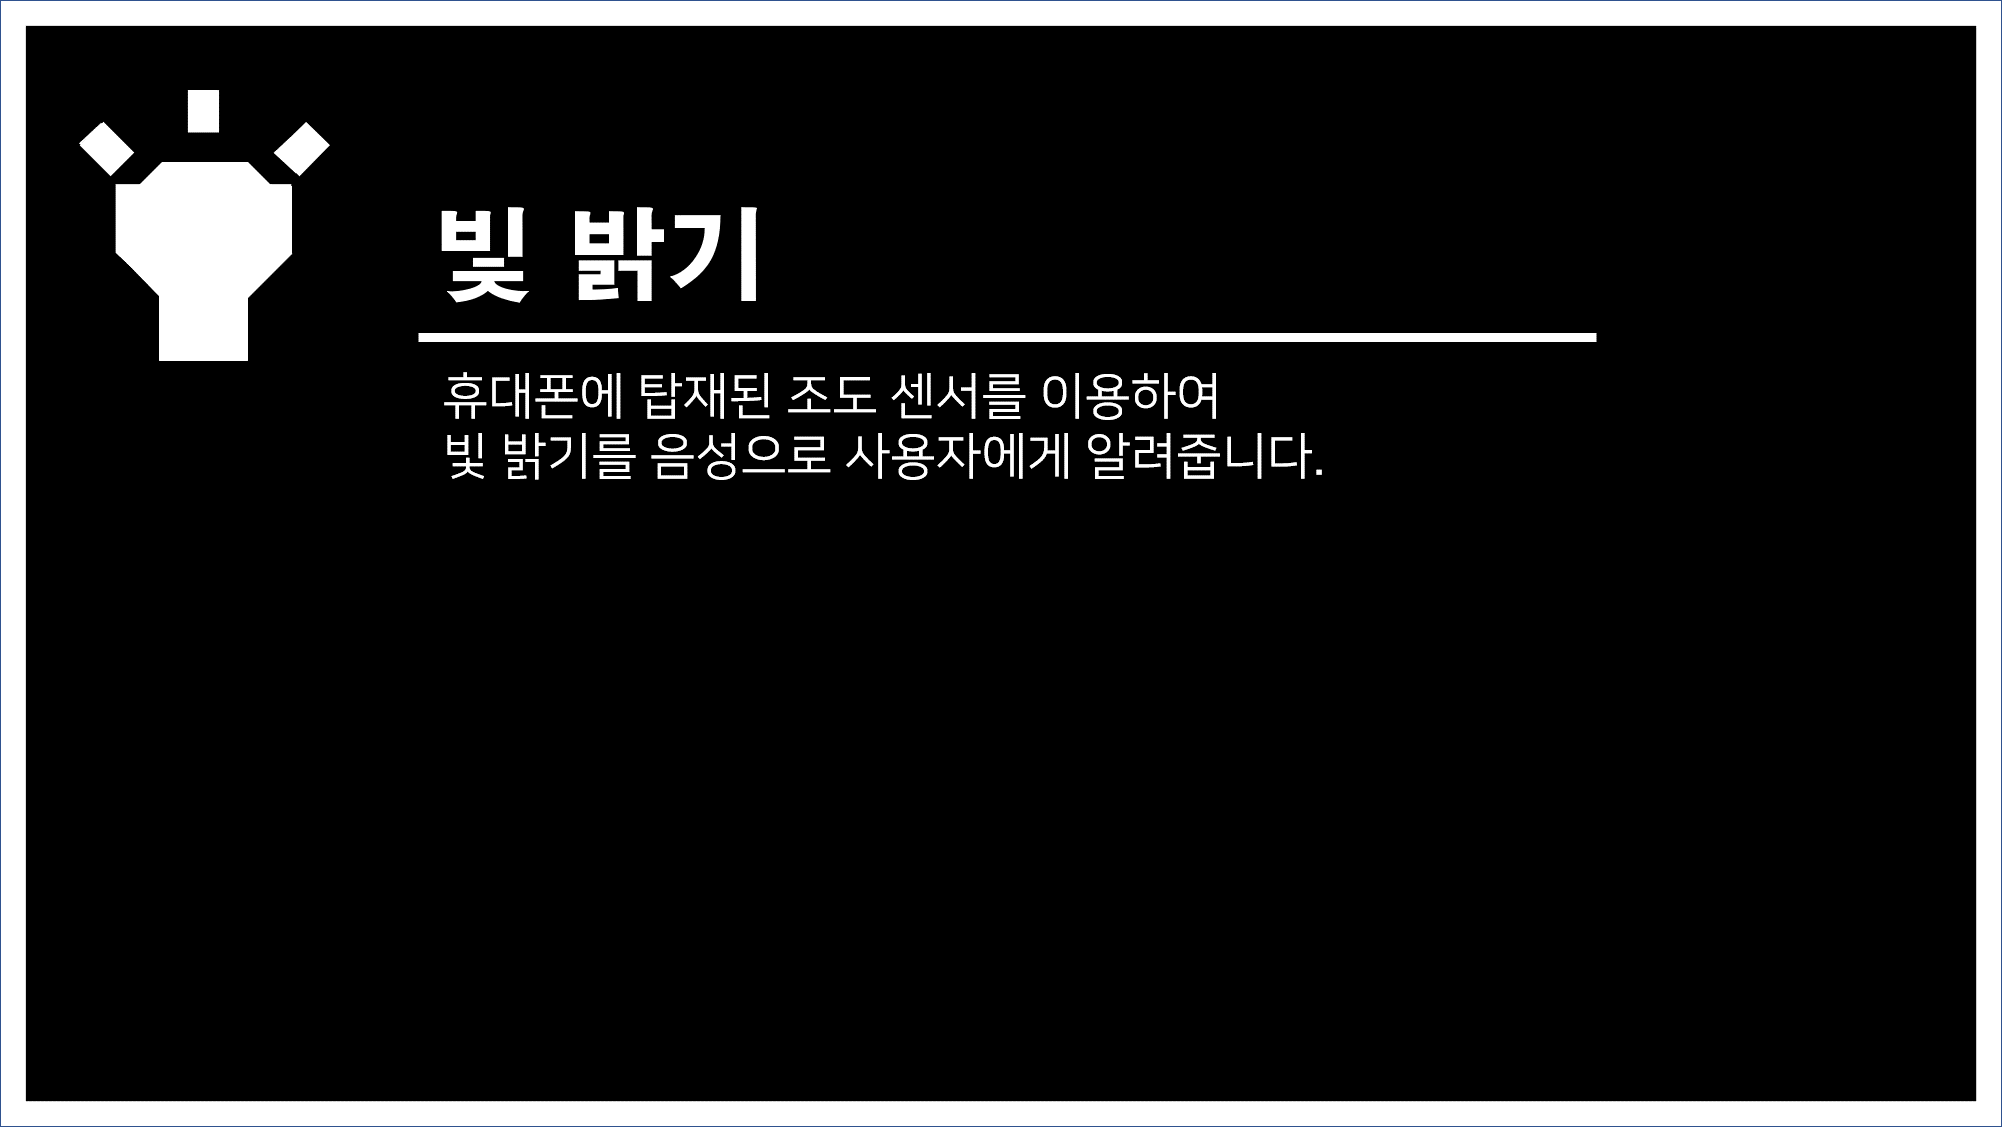 빛 밝기
휴대폰에 탑재된 조도 센서를 이용하여
빛 밝기를 음성으로 사용자에게 알려줍니다.